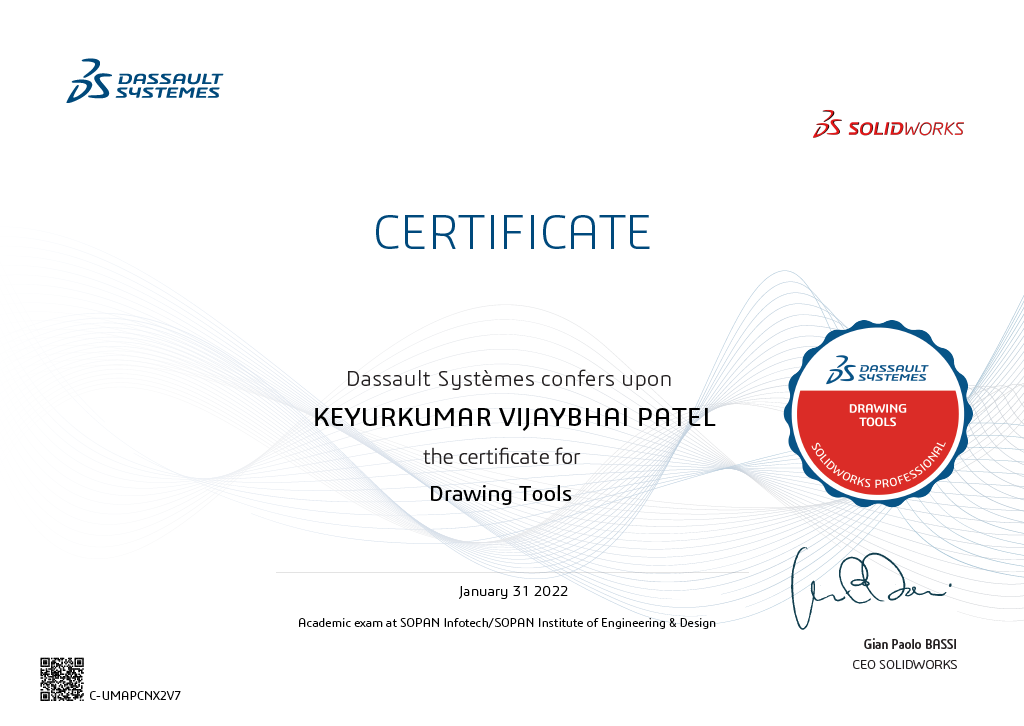 DASSAULT
SYSTEMES
SOLIDWORKS
CERTIFICATE
Dassault Systèmes confers upon
KEYURKUMAR VIJAYBHAI PATEL
the certificate for
Drawing Tools
DASSAULT
SYSTEMES
DRAWING
TOOLS
SOLIDWORKS PROFESSIONAL
January 31 2022
Academic exam at SOPAN Infotech/SOPAN Institute of Engineering & Design
Gian Paolo BASSI
CEO SOLIDWORKS
C-UMAPCNX2V7